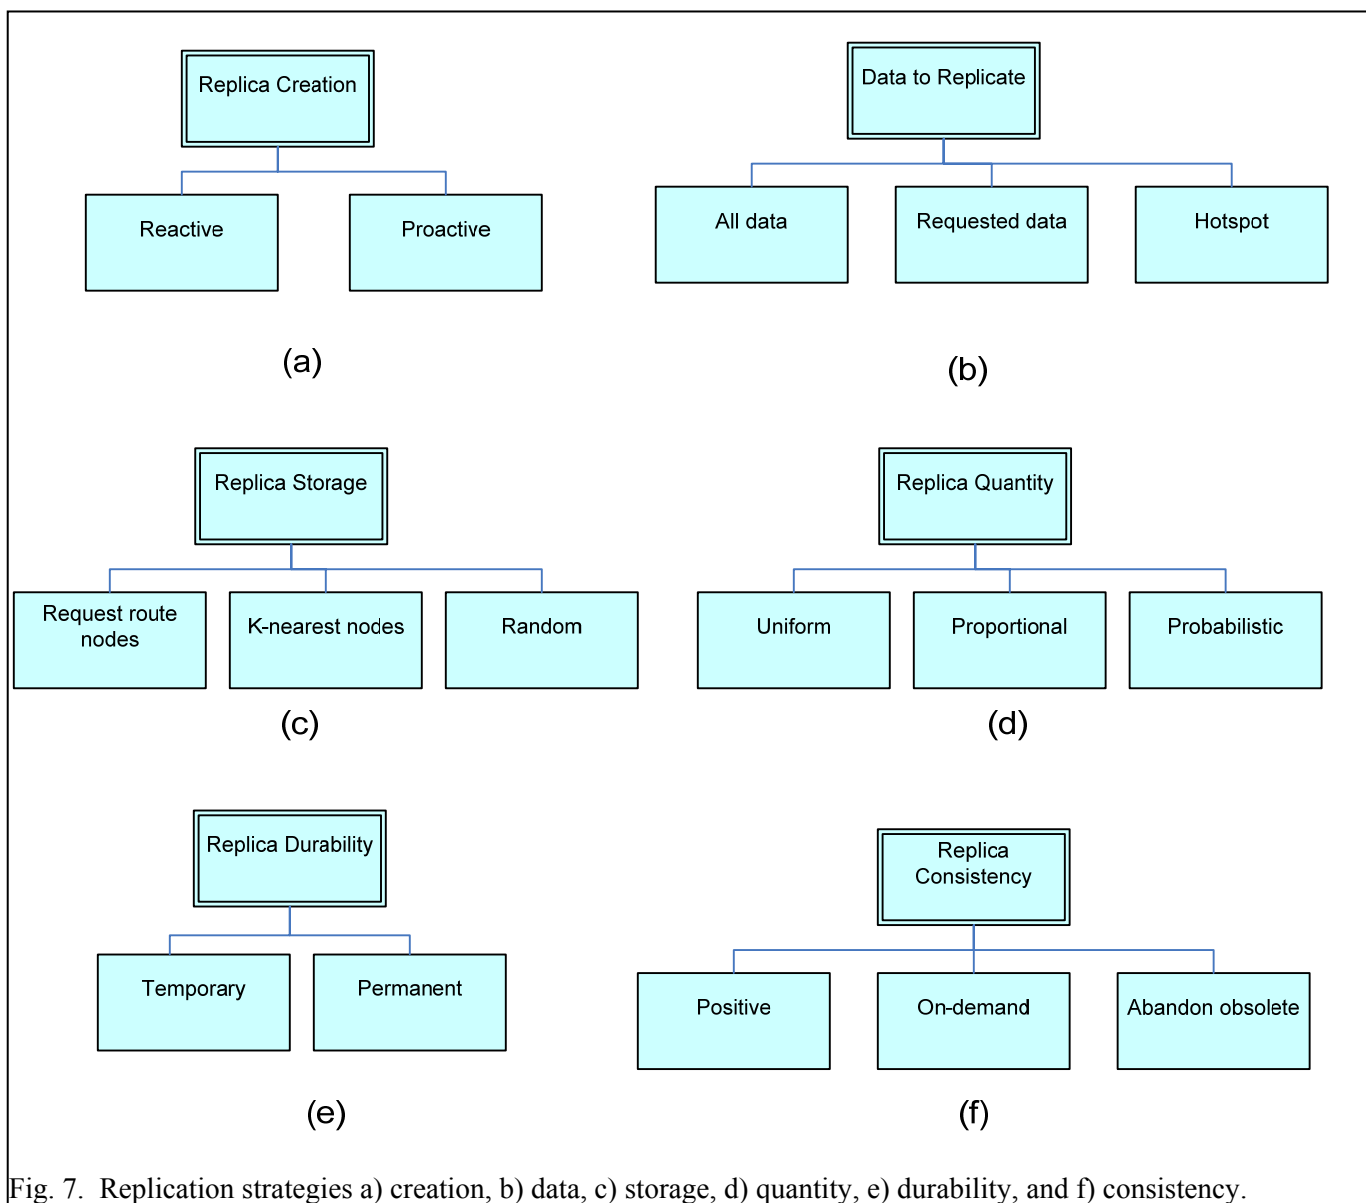 Replica Creation
Data to Replicate
Reactive
Proactive
All data
Requested data
Hotspot
(a)
(b)
Replica Storage
Replica Quantity
Request route
nodes
K-nearest nodes
Random
Uniform
Proportional
Probabilistic
(c)
(d)
Replica Durability
Replica
Consistency
Temporary
Permanent
Positive
On-demand
Abandon obsolete
(e)
(f)
Fig. 7. Replication strategies a) creation, b) data, c) storage, d) quantity, e) durability, and f) consistency.